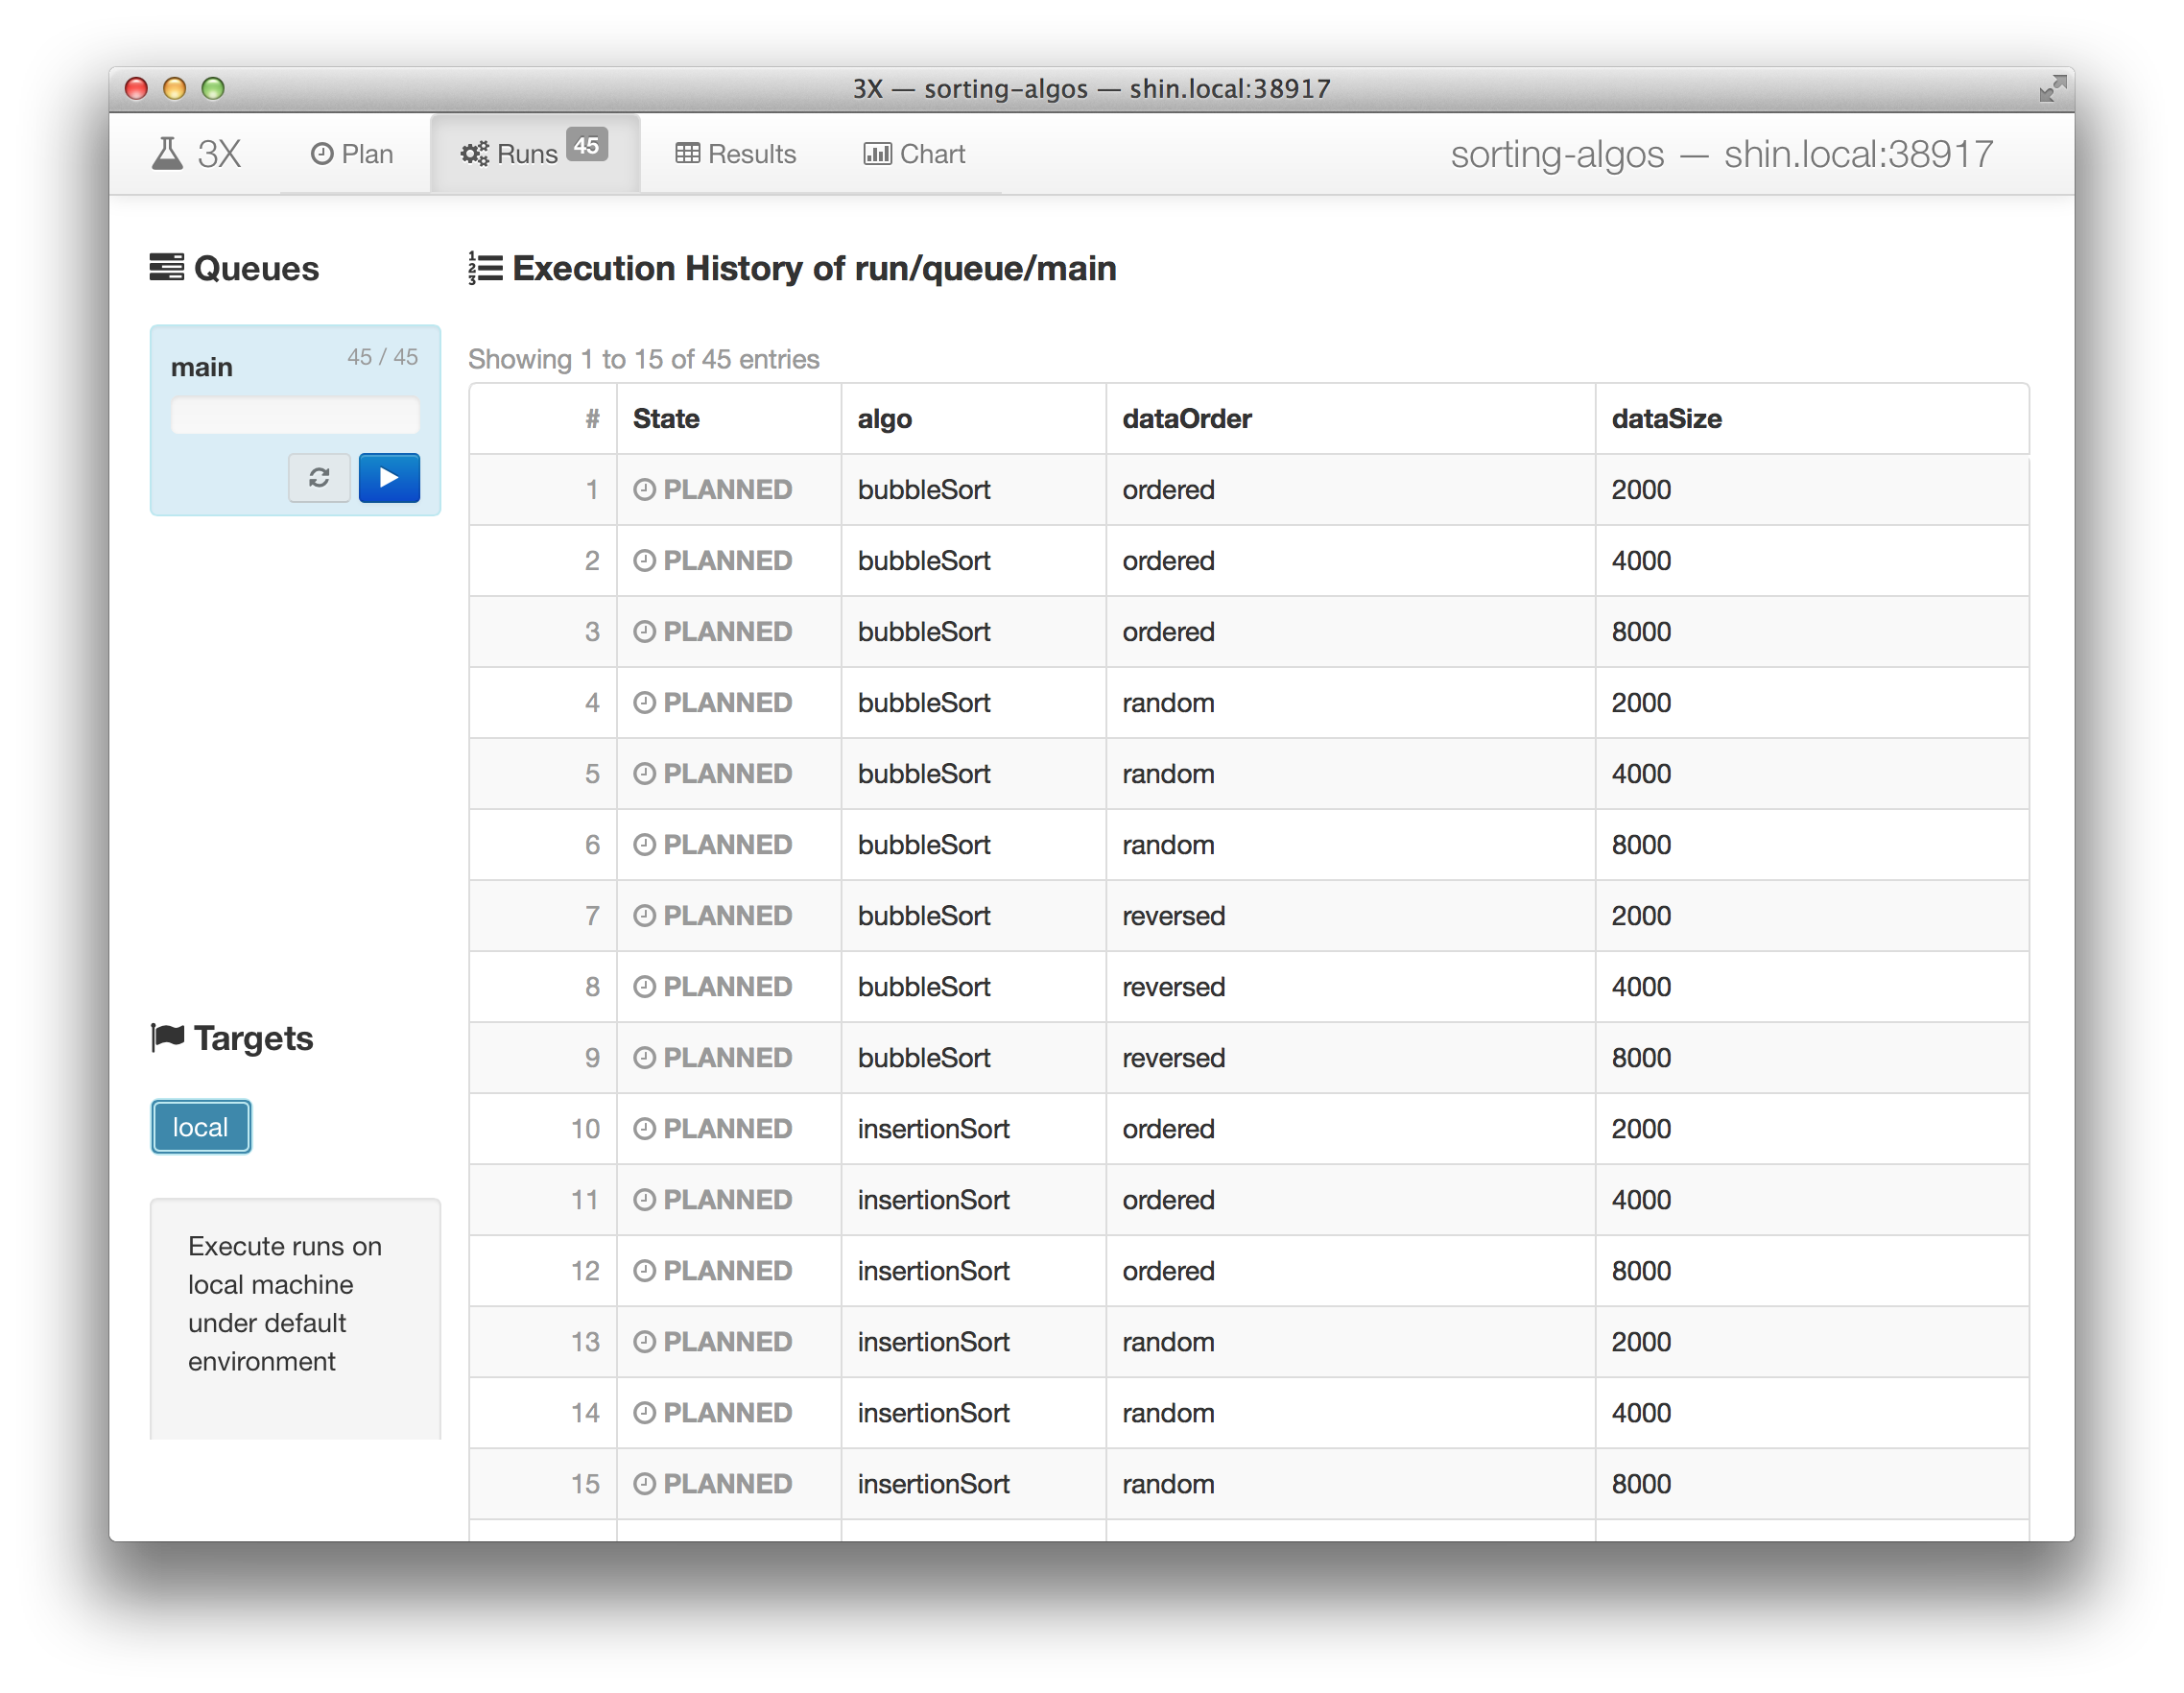 3X — sorting-algos — shin.local:38917
3X Plan Runs 45 Results Chart sorting-algos — shin.local:38917
Queues
main 45 / 45
Targets
local
Execute runs on
local machine
under default
environment
Execution History of run/queue/main
Showing 1 to 15 of 45 entries
# State algo dataOrder dataSize
1 PLANNED bubbleSort ordered 2000
2 PLANNED bubbleSort ordered 4000
3 PLANNED bubbleSort ordered 8000
4 PLANNED bubbleSort random 2000
5 PLANNED bubbleSort random 4000
6 PLANNED bubbleSort random 8000
7 PLANNED bubbleSort reversed 2000
8 PLANNED bubbleSort reversed 4000
9 PLANNED bubbleSort reversed 8000
10 PLANNED insertionSort ordered 2000
11 PLANNED insertionSort ordered 4000
12 PLANNED insertionSort ordered 8000
13 PLANNED insertionSort random 2000
14 PLANNED insertionSort random 4000
15 PLANNED insertionSort random 8000